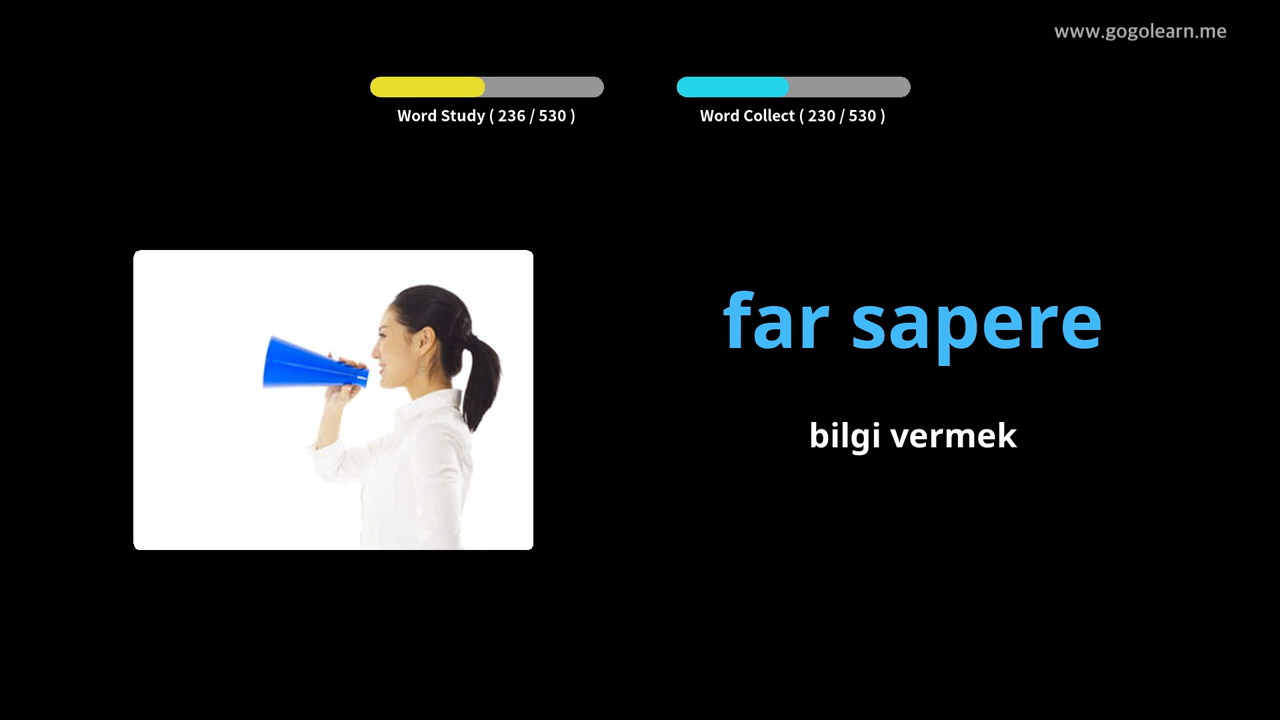 www.gogolearn.me
Word Study ( 236 / 530 )
Word Collect ( 230 / 530 )
far sapere
bilgi vermek